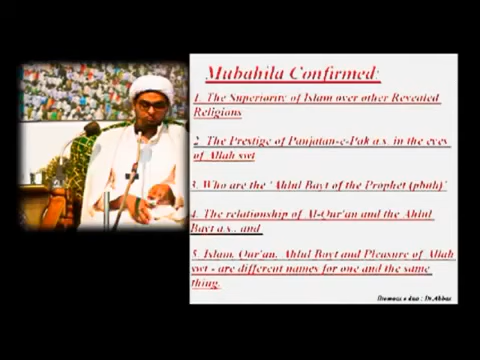 Mubahila Confirmed:
1. The Superiority of Islam over other Revealed
Religions
2. The Prestige of Panjatan-e-Pak a.s. in the eyes
of Allah swt
3. Who are the 'Ahlul Bayt of the Prophet (pbuh)'
4. The relationship of Al-Qur'an and the Ahlul
Bayt a.s., and
5. Islam, Qur'an, Ahlul Bayt and Pleasure of Allah
swt - are different names for one and the same
thing.
Iltemass e dua : Dr.Abbas